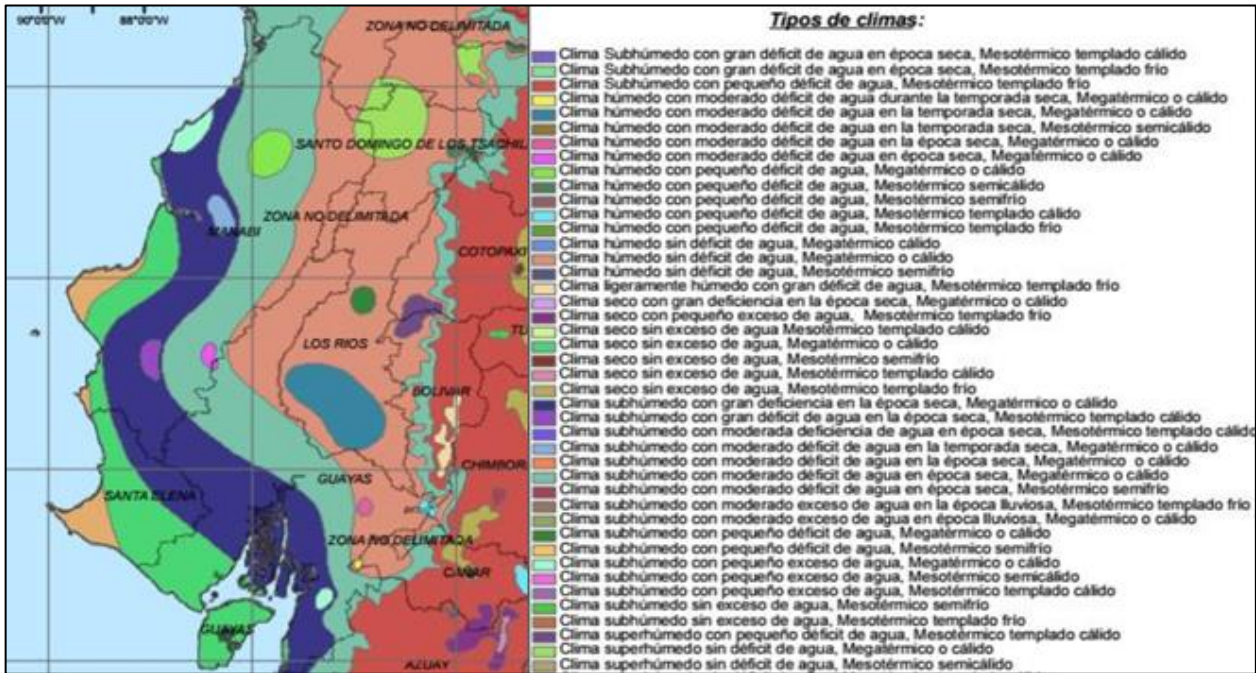 90°0'0"W
88°0'0"W
ZONA NO DELIMITADA
SANTO DOMINGO DE LOS TSACHIL
ZONA NO DELIMITADA
MANABI
COTOPAXI
LOS RIOS
TU
BOLIVAR
CHIMBOR
GUAYAS
SANTA ELENA
ZONA NO DELIMITADA
CAÑAR
GUAYAS
AZUAY
Tipos de climas:
Clima Subhúmedo con gran déficit de agua en época seca, Mesotérmico templado cálido
Clima Subhúmedo con gran déficit de agua en época seca, Mesotérmico templado frío
Clima Subhúmedo con pequeño déficit de agua, Mesotérmico templado frío
Clima húmedo con moderado déficit de agua durante la temporada seca, Megatérmico o cálido
Clima húmedo con moderado déficit de agua en la temporada seca, Megatérmico o cálido
Clima húmedo con moderado déficit de agua en la temporada seca, Mesotérmico semicálido
Clima húmedo con moderado déficit de agua en la época seca, Megatérmico o cálido
Clima húmedo con moderado déficit de agua en época seca, Megatérmico o cálido
Clima húmedo con pequeño déficit de agua, Megatérmico o cálido
Clima húmedo con pequeño déficit de agua, Mesotérmico semicálido
Clima húmedo con pequeño déficit de agua, Mesotérmico semifrío
Clima húmedo con pequeño déficit de agua, Mesotérmico templado cálido
Clima húmedo con pequeño déficit de agua, Mesotérmico templado frío
Clima húmedo sin déficit de agua, Megatérmico cálido
Clima húmedo sin déficit de agua, Megatérmico o cálido
Clima húmedo sin déficit de agua, Mesotérmico semifrío
Clima ligeramente húmedo con gran déficit de agua, Mesotérmico templado frío
Clima seco con gran deficiencia en la época seca, Megatérmico o cálido
Clima seco con pequeño exceso de agua, Mesotérmico templado frío
Clima seco sin exceso de agua Mesotérmico templado cálido
Clima seco sin exceso de agua, Megatérmico o cálido
Clima seco sin exceso de agua, Mesotérmico semifrío
Clima seco sin exceso de agua, Mesotérmico templado cálido
Clima seco sin exceso de agua, Mesotérmico templado frío
Clima subhúmedo con gran deficiencia en la época seca, Megatérmico o cálido
Clima subhúmedo con gran déficit de agua en la época seca, Mesotérmico templado cálido
Clima subhúmedo con moderada deficiencia de agua en época seca, Mesotérmico templado cálido
Clima subhúmedo con moderado déficit de agua en la temporada seca, Megatérmico o cálido
Clima subhúmedo con moderado déficit de agua en la época seca, Megatérmico o cálido
Clima subhúmedo con moderado déficit de agua en época seca, Megatérmico o cálido
Clima subhúmedo con moderado déficit de agua en época seca, Mesotérmico semifrío
Clima subhúmedo con moderado exceso de agua en la época lluviosa, Mesotérmico templado frío
Clima subhúmedo con moderado exceso de agua en época lluviosa, Megatérmico o cálido
Clima subhúmedo con pequeño déficit de agua, Megatérmico o cálido
Clima subhúmedo con pequeño déficit de agua, Mesotérmico semifrío
Clima subhúmedo con pequeño exceso de agua, Megatérmico o cálido
Clima subhúmedo con pequeño exceso de agua, Mesotérmico semicálido
Clima subhúmedo con pequeño exceso de agua, Mesotérmico templado cálido
Clima subhúmedo sin exceso de agua, Mesotérmico semifrío
Clima subhúmedo sin exceso de agua, Mesotérmico templado frío
Clima superhúmedo con pequeño déficit de agua, Mesotérmico templado cálido
Clima superhúmedo sin déficit de agua, Megatérmico o cálido
Clima superhúmedo sin déficit de agua, Mesotérmico semicálido